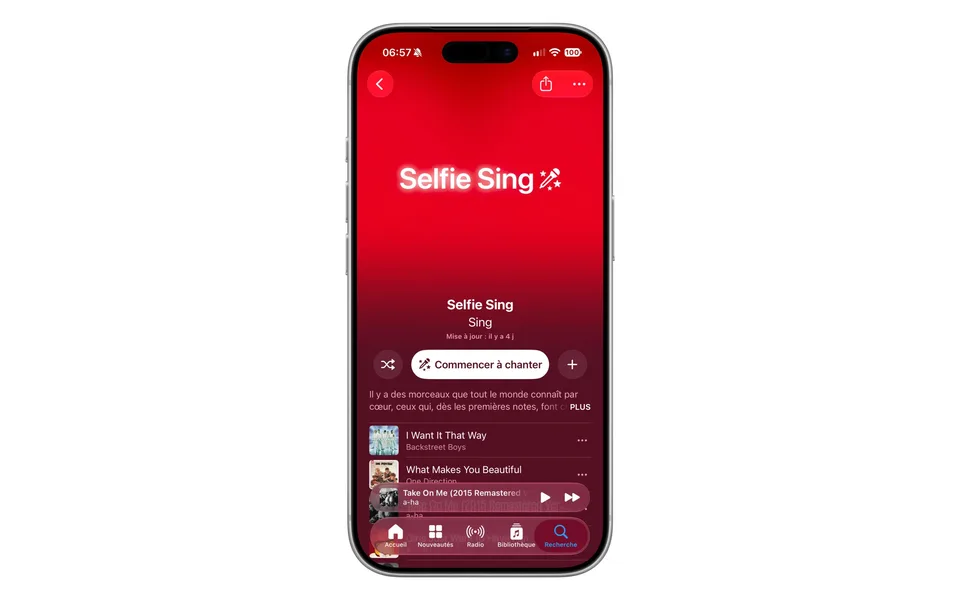 06:57
100
Selfie Sing
Selfie Sing
Sing
Mise à jour : il y a 4 j
Commencer à chanter
Il y a des morceaux que tout le monde connaît par
cœur, ceux qui, dès les premières notes, font PLUS
I Want It That Way
Backstreet Boys
What Makes You Beautiful
One Direction
Take On Me (2015 Remastered
a-ha
a-ha
Accueil
Nouveautés
Radio
Bibliothèque
Recherche